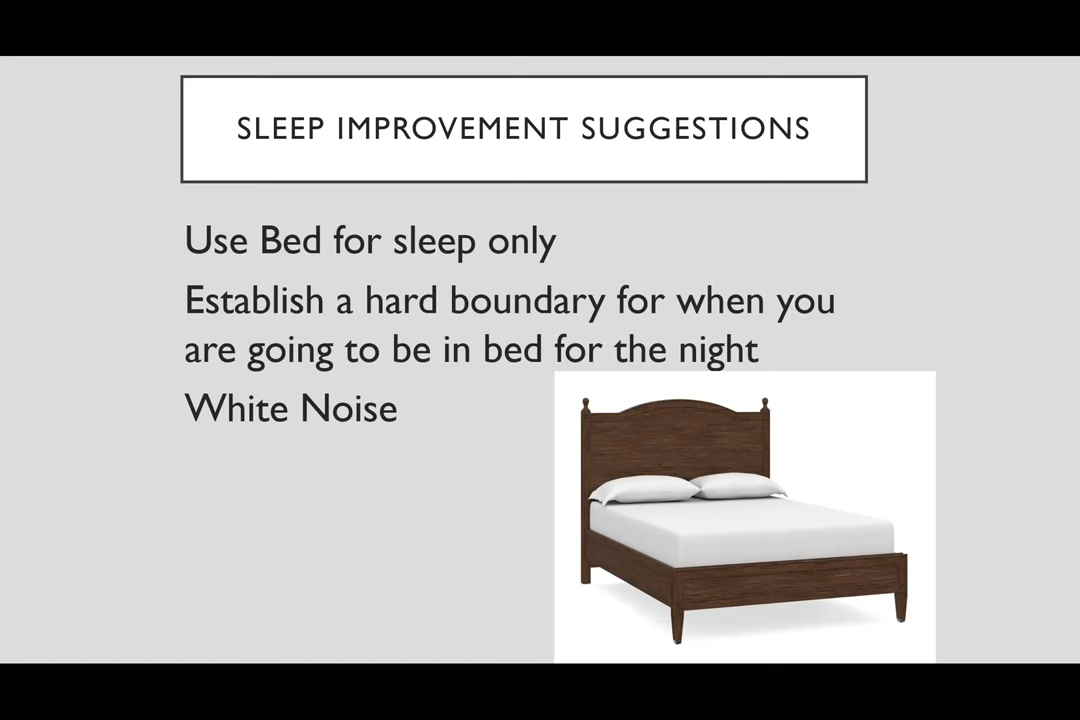 SLEEP IMPROVEMENT SUGGESTIONS
Use Bed for sleep only
Establish a hard boundary for when you
are going to be in bed for the night
White Noise